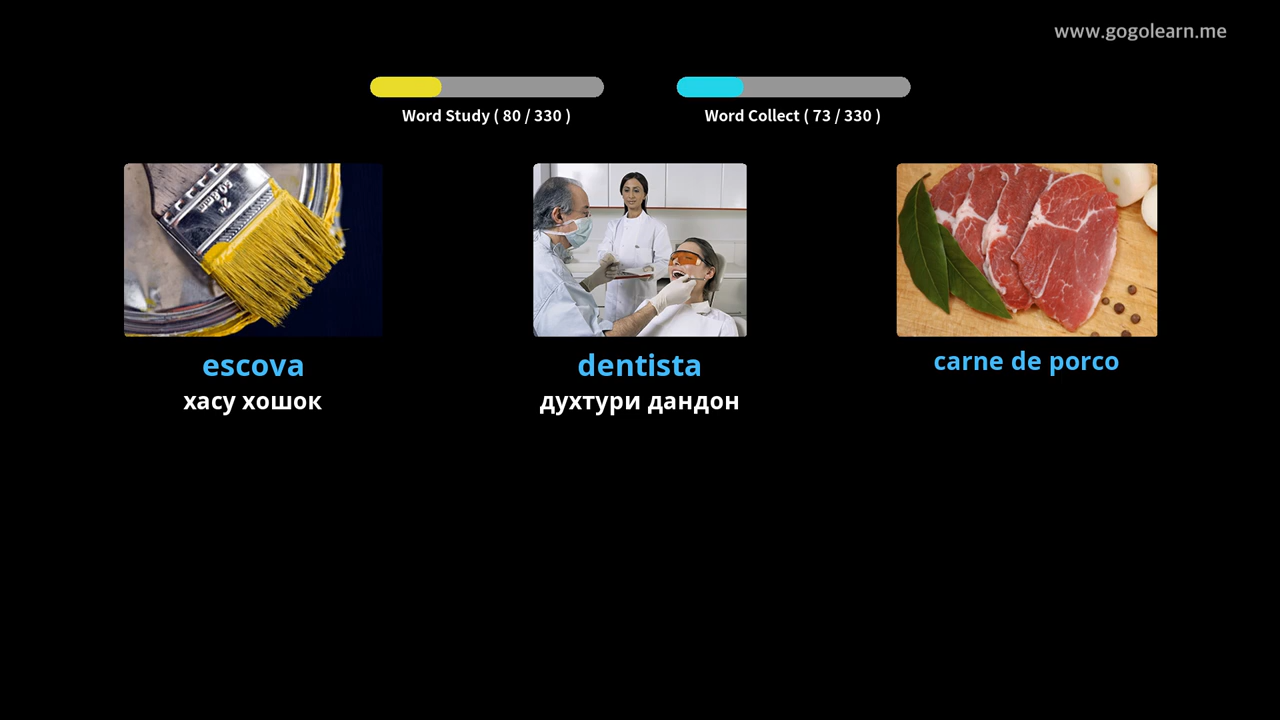 www.gogolearn.me
Word Study ( 80 / 330 )
Word Collect ( 73 / 330 )
escova
хасу хошок
dentista
духтури дандон
carne de porco